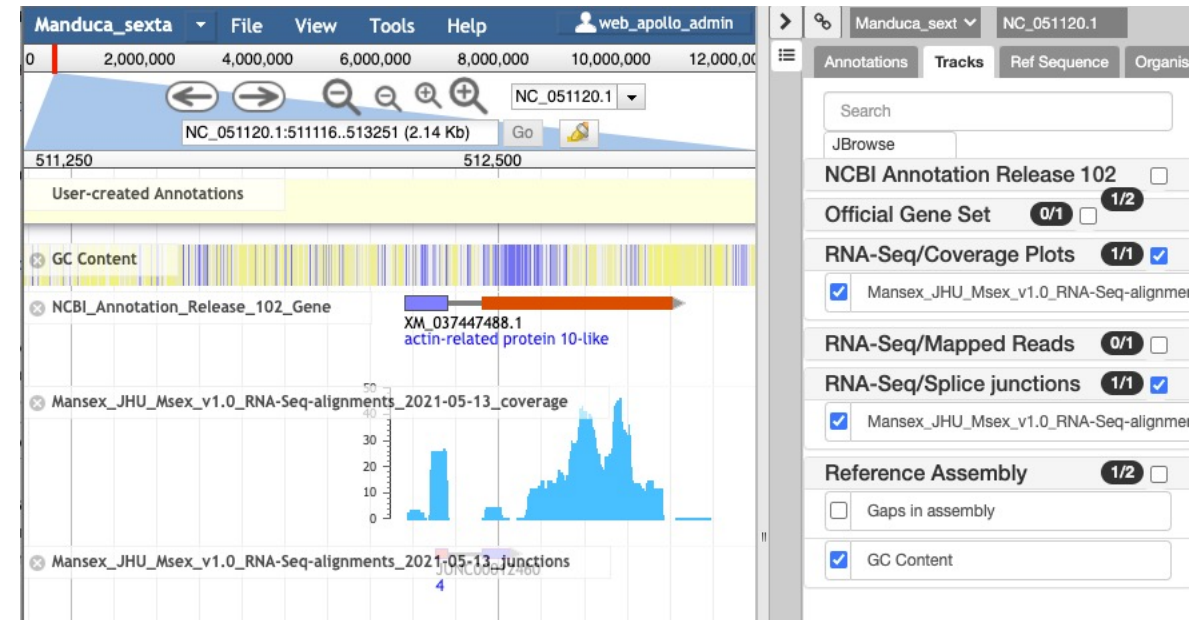 Manduca_sexta File View Tools Help web_apollo_admin
0 2,000,000 4,000,000 6,000,000 8,000,000 10,000,000 12,000,00
NC_051120.1
NC_051120.1:511116..513251 (2.14 Kb) Go
511,250 512,500
User-created Annotations
GC Content
NCBI_Annotation_Release_102_Gene
XM_037447488.1
actin-related protein 10-like
50
Mansex_JHU_Msex_v1.0_RNA-Seq-alignments_2021-05-13_coverage
40
30
20
10
0
Mansex_JHU_Msex_v1.0_RNA-Seq-alignments_2021-05-13_junctions
JUNC00012460
4
Manduca_sext NC_051120.1
Annotations Tracks Ref Sequence Organis
Search
JBrowse
NCBI Annotation Release 102
1/2
Official Gene Set 0/1
RNA-Seq/Coverage Plots 1/1
Mansex_JHU_Msex_v1.0_RNA-Seq-alignmer
RNA-Seq/Mapped Reads 0/1
RNA-Seq/Splice junctions 1/1
Mansex_JHU_Msex_v1.0_RNA-Seq-alignmer
Reference Assembly 1/2
Gaps in assembly
GC Content